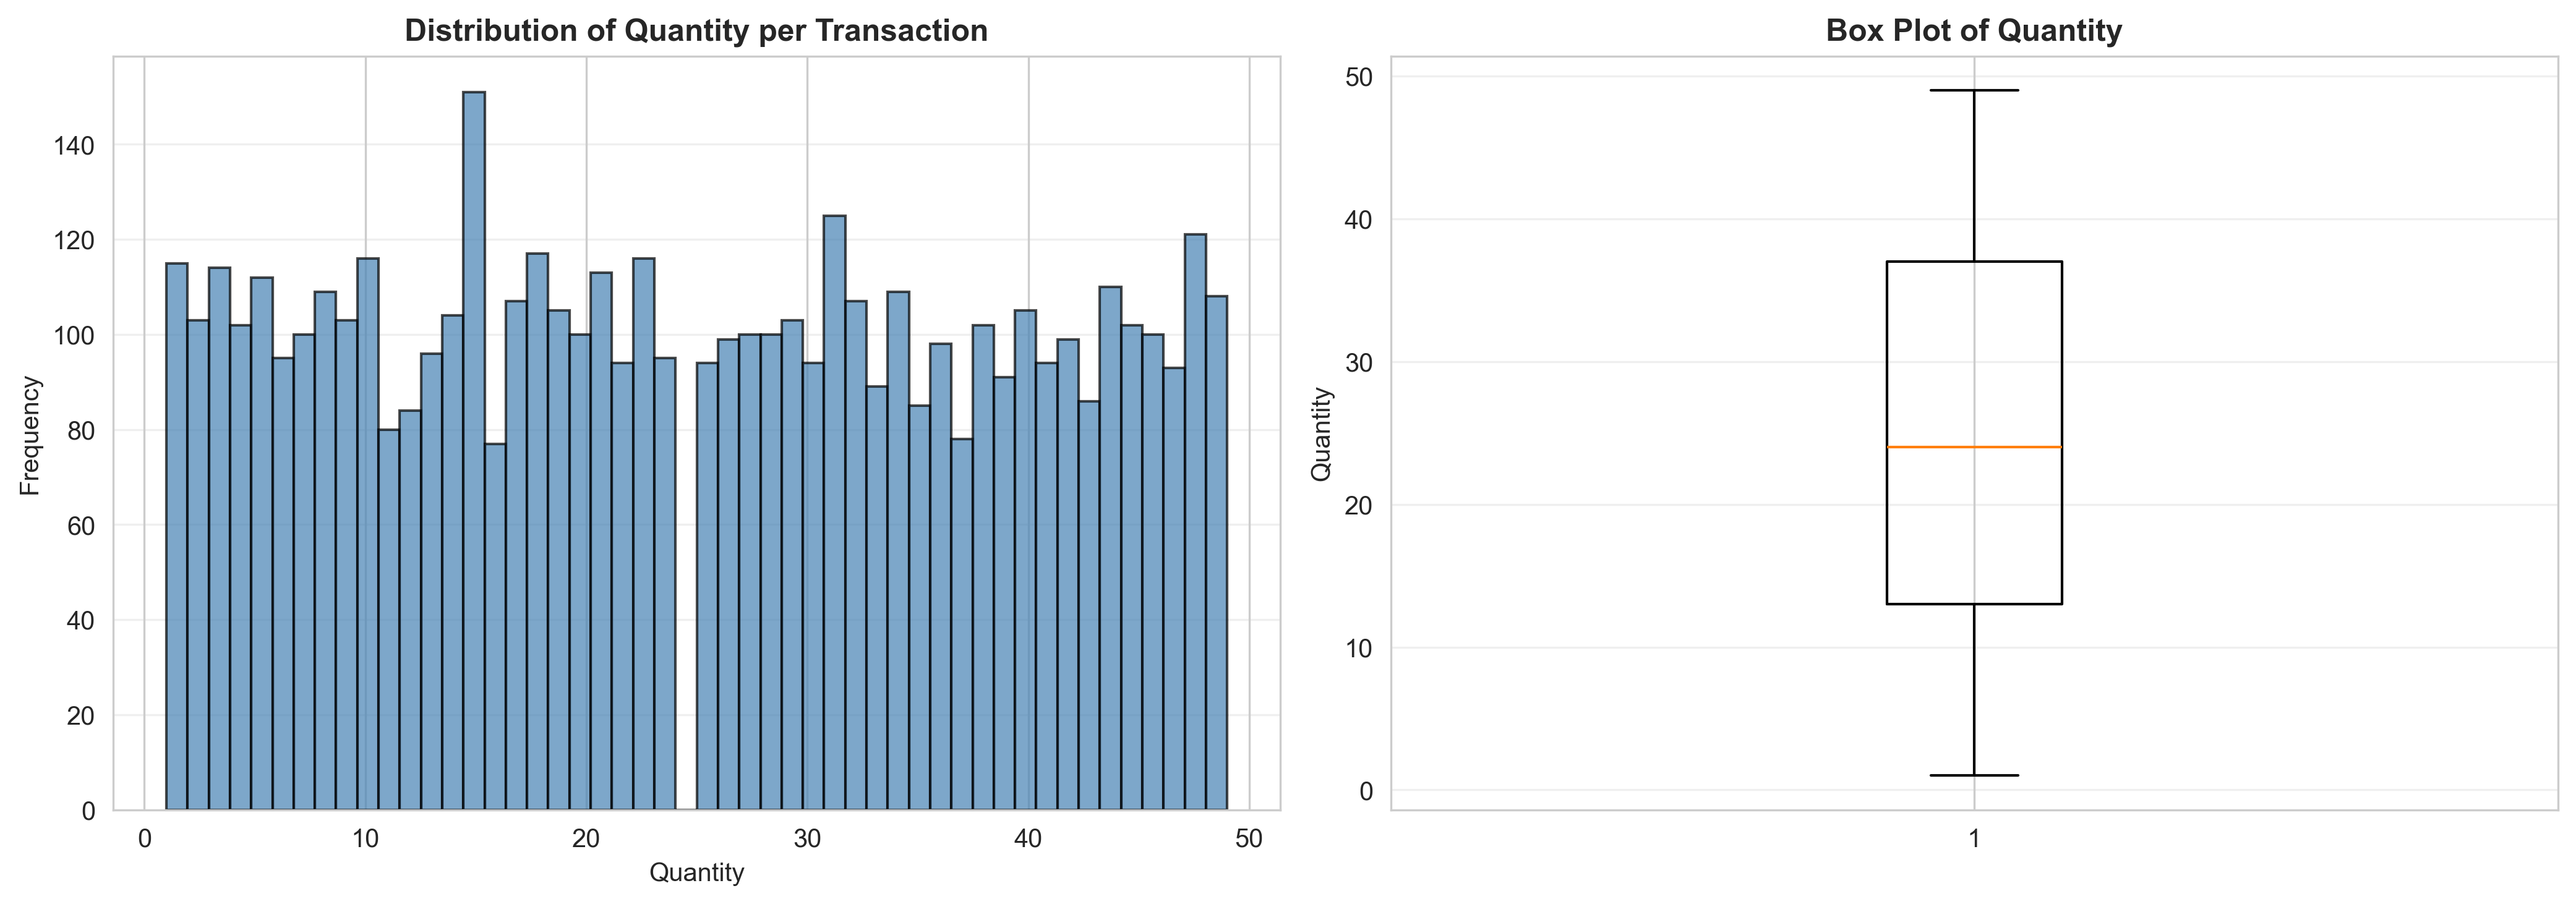 Distribution of Quantity per Transaction
Frequency
140
120
100
80
60
40
20
0
0 10 20 30 40 50
Quantity
Box Plot of Quantity
Quantity
50
40
30
20
10
0
1